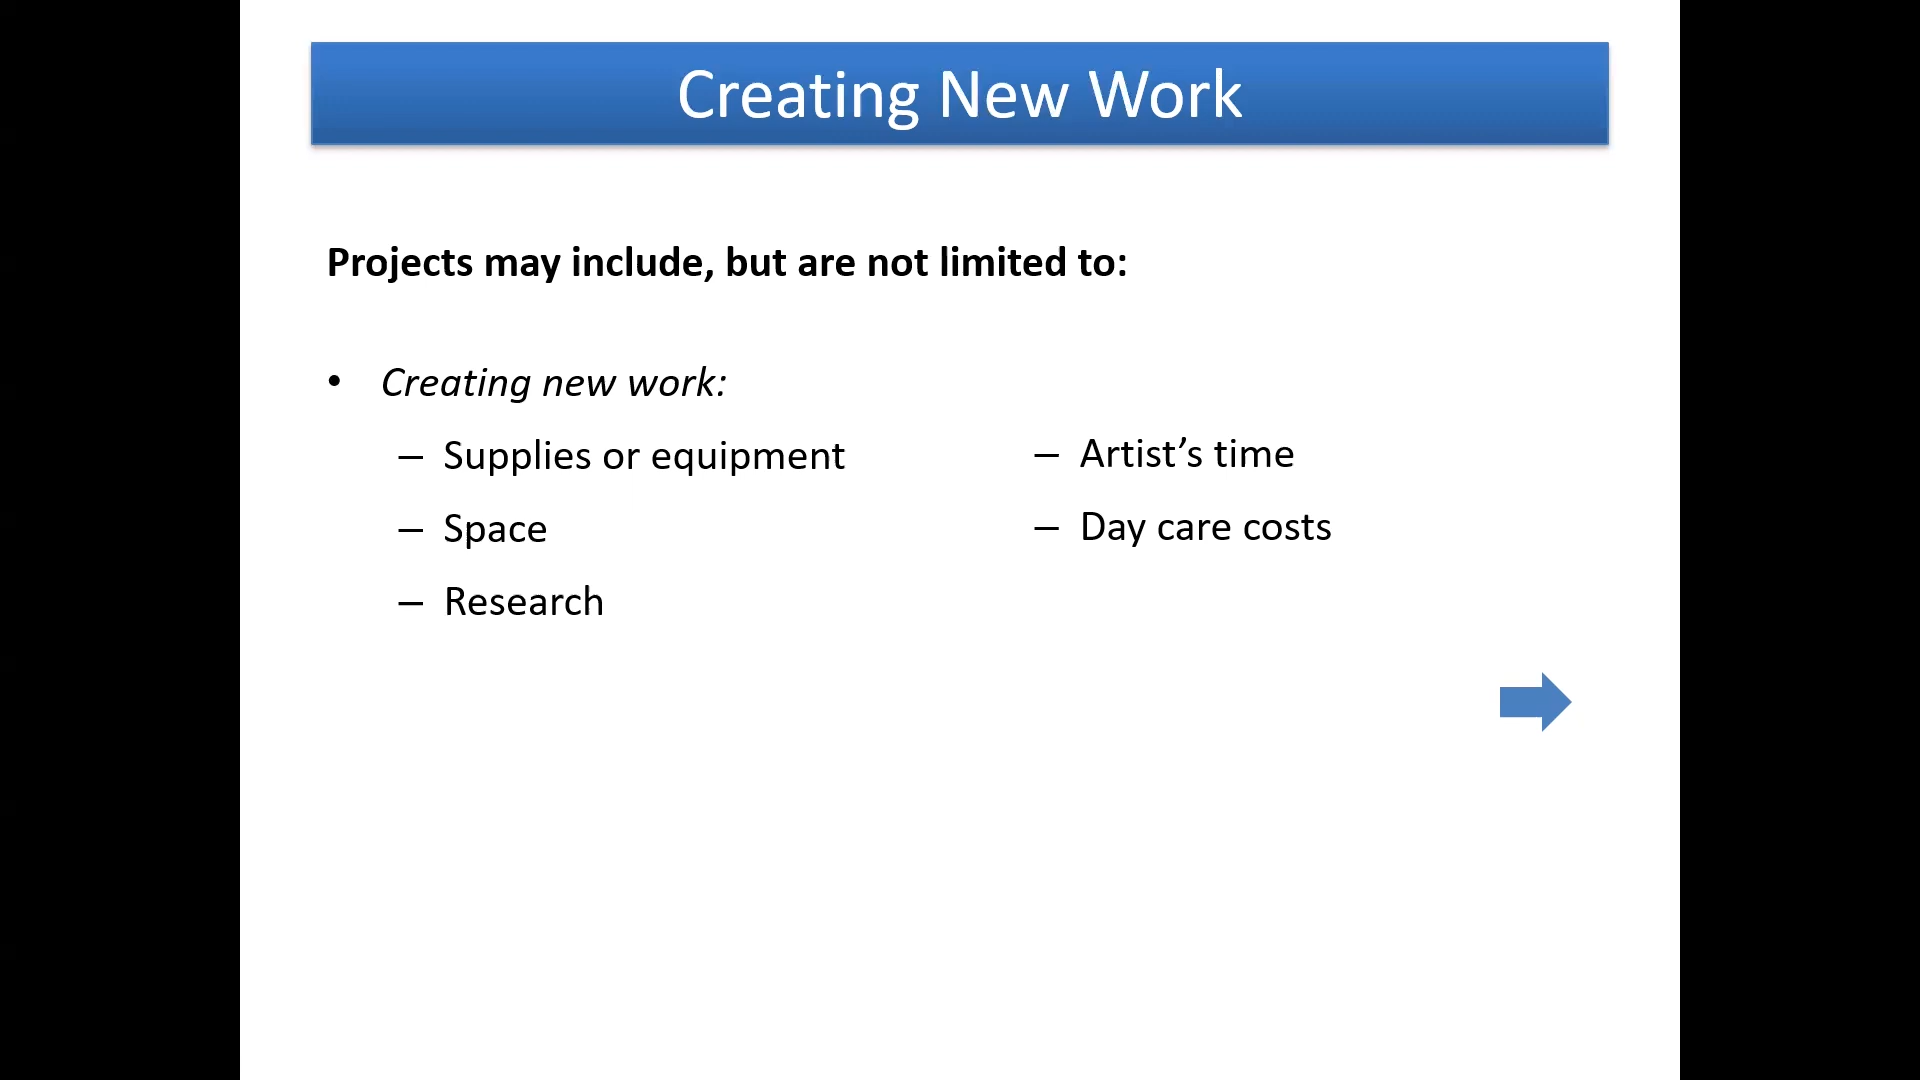 Creating New Work
Projects may include, but are not limited to:
• Creating new work:
– Supplies or equipment
– Space
– Research
– Artist’s time
– Day care costs